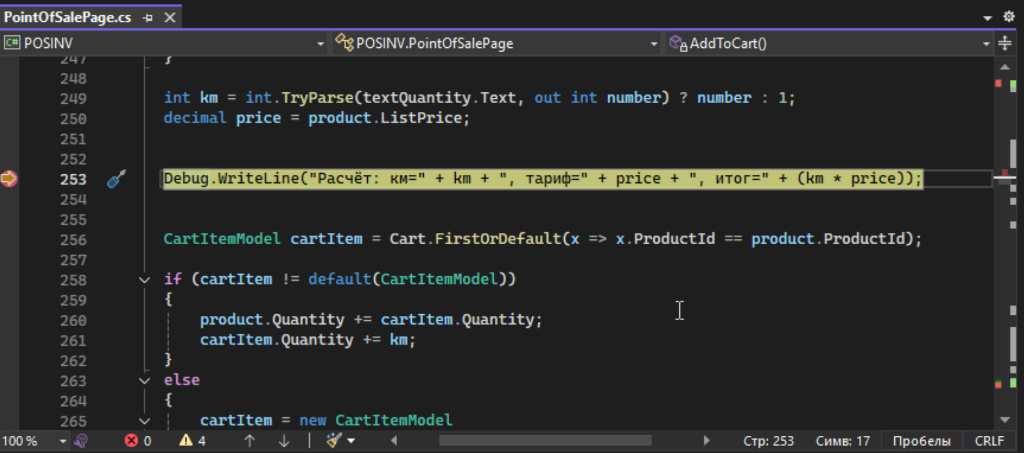 PointOfSalePage.cs
POSINV POSINV.PointOfSalePage AddToCart()
247 }
248
249 int km = int.TryParse(textQuantity.Text, out int number) ? number : 1;
250 decimal price = product.ListPrice;
251
252
253 Debug.WriteLine("Расчёт: км=" + km + ", тариф=" + price + ", итог=" + (km * price));
254
255
256 CartItemModel cartItem = Cart.FirstOrDefault(x => x.ProductId == product.ProductId);
257
258 if (cartItem != default(CartItemModel))
259 {
260 product.Quantity += cartItem.Quantity;
261 cartItem.Quantity += km;
262 }
263 else
264 {
265 cartItem = new CartItemModel
100 % 0 4 Стр: 253 Симв: 17 Пробелы CRLF